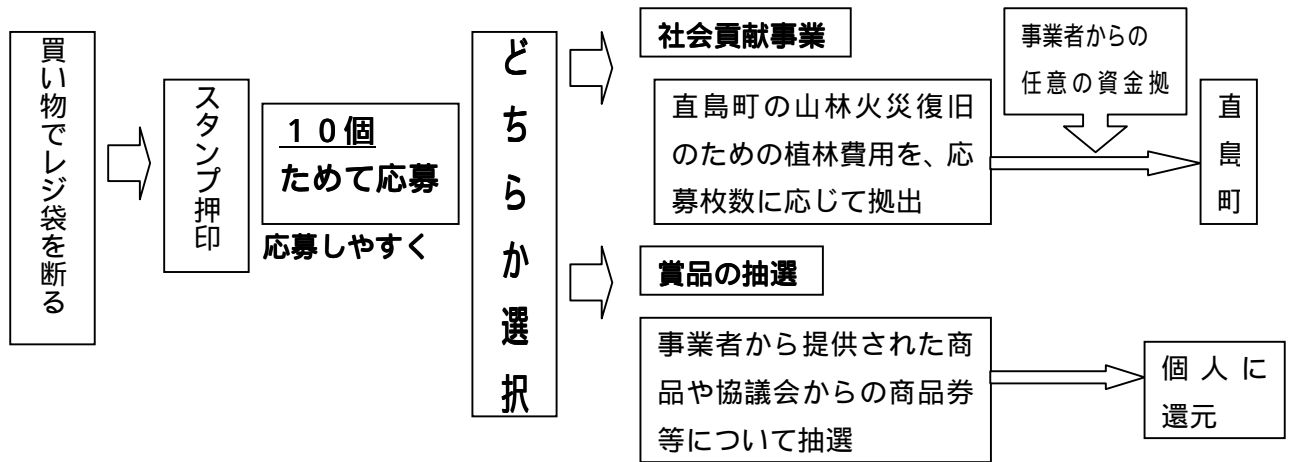 買い物でレジ袋を断る
スタンプ押印
１０個
ためて応募
応募しやすく
どちらか選択
社会貢献事業
直島町の山林火災復旧
のための植林費用を、応
募枚数に応じて拠出
事業者からの
任意の資金拠
直島町
賞品の抽選
事業者から提供された商
品や協議会からの商品券
等について抽選
個人に
還元